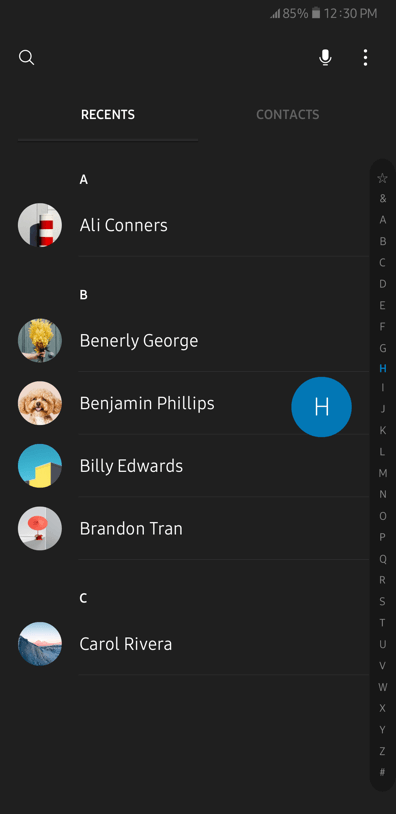 85% 12:30 PM
RECENTS CONTACTS
A
Ali Conners
B
Benerly George
Benjamin Phillips
H
Billy Edwards
Brandon Tran
C
Carol Rivera
&
A
B
C
D
E
F
G
H
I
J
K
L
M
N
O
P
Q
R
S
T
U
V
W
X
Y
Z
#